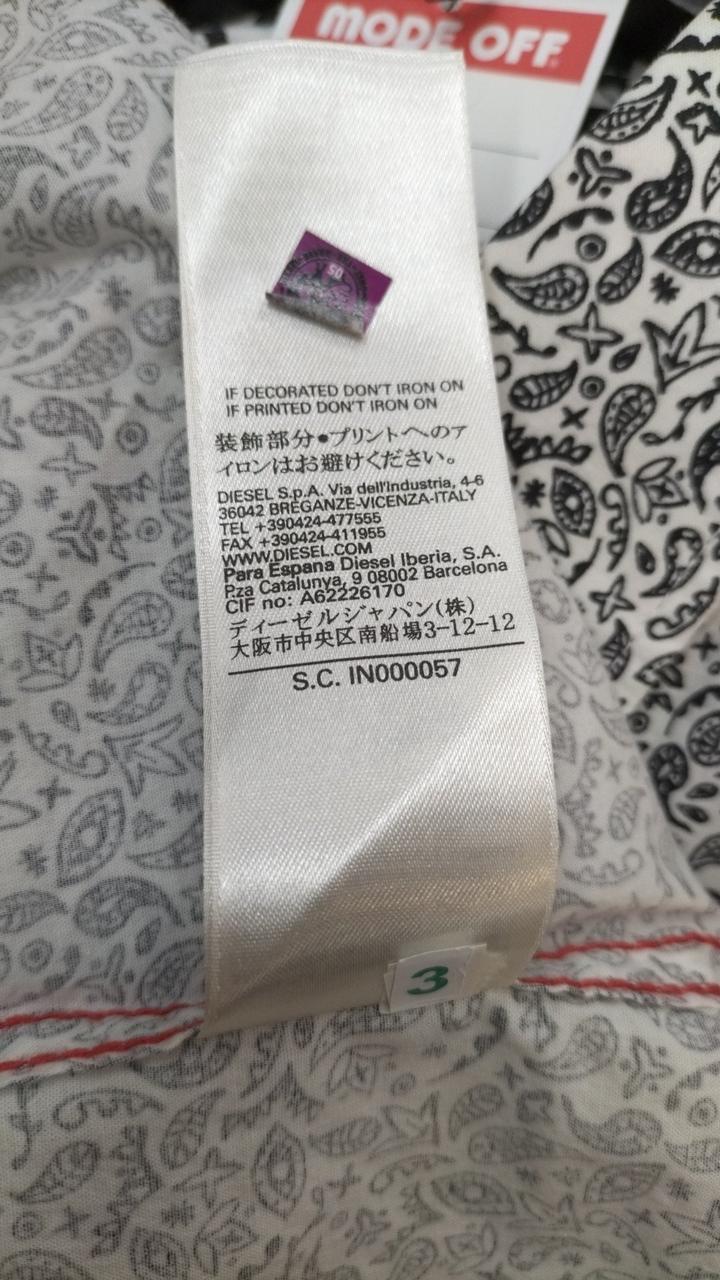 MODE OFF
50
IF DECORATED DON'T IRON ON
IF PRINTED DON'T IRON ON
装飾部分●プリントへのア
イロンはお避けください。
DIESEL S.p.A. Via dell'Industria, 4-6
36042 BREGANZE-VICENZA-ITALY
TEL +390424-477555
FAX +390424-411955
WWW.DIESEL.COM
Para Espana Diesel Iberia, S.A.
P.za Catalunya, 9 08002 Barcelona
CIF no: A62226170
ディーゼルジャパン(株)
大阪市中央区南船場3-12-12
S.C. IN000057
3